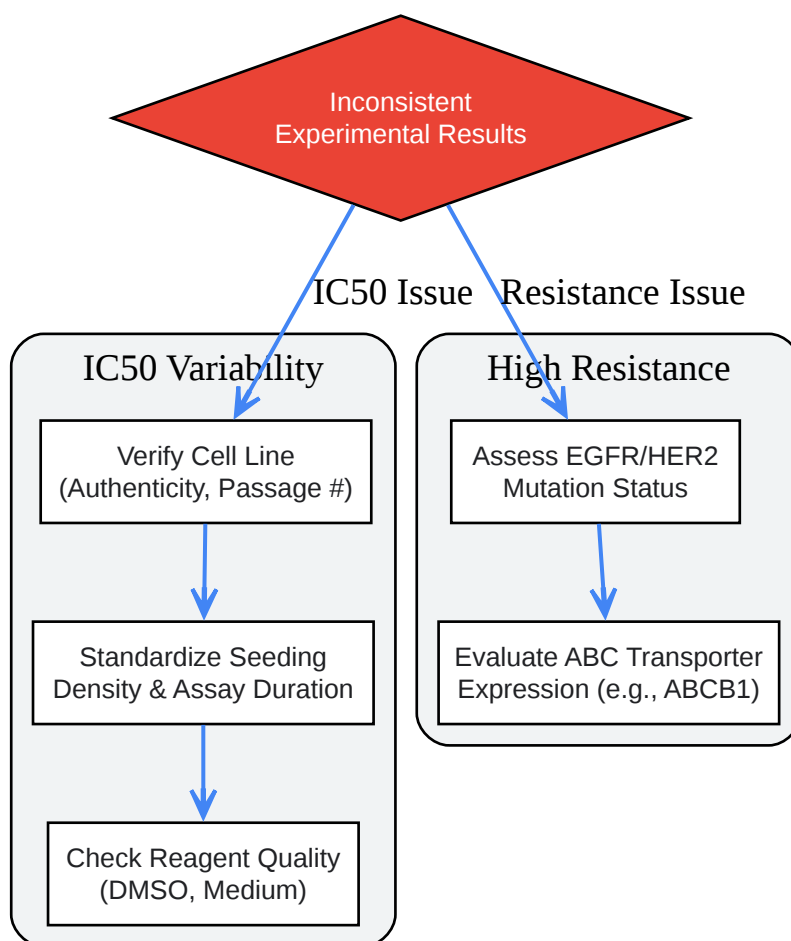 Inconsistent
Experimental Results
IC50 Issue
Resistance Issue
IC50 Variability
Verify Cell Line
(Authenticity, Passage #)
Standardize Seeding
Density & Assay Duration
Check Reagent Quality
(DMSO, Medium)
High Resistance
Assess EGFR/HER2
Mutation Status
Evaluate ABC Transporter
Expression (e.g., ABCB1)